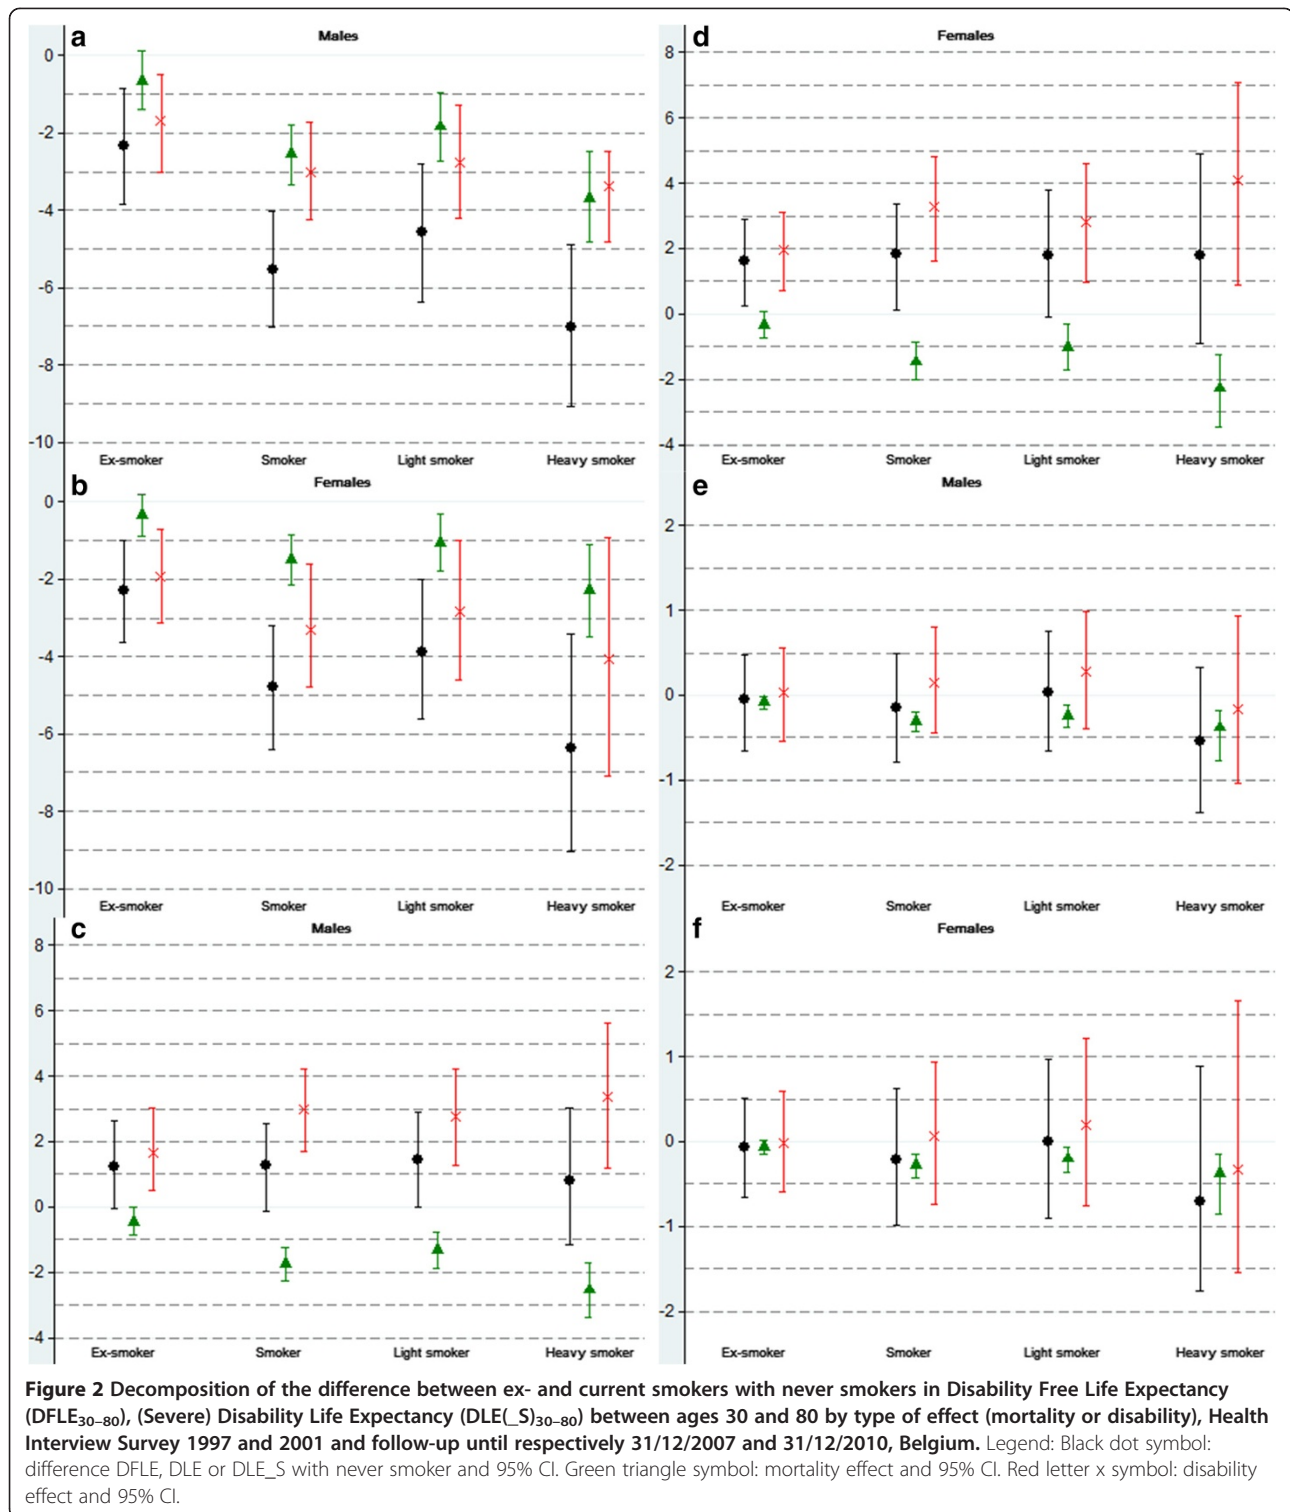 a
Males
0
-2
-4
-6
-8
-10
Ex-smoker Smoker Light smoker Heavy smoker
b
Females
0
-2
-4
-6
-8
-10
Ex-smoker Smoker Light smoker Heavy smoker
c
Males
8
6
4
2
0
-2
-4
Ex-smoker Smoker Light smoker Heavy smoker
d
Females
8
6
4
2
0
-2
-4
Ex-smoker Smoker Light smoker Heavy smoker
e
Males
2
1
0
-1
-2
Ex-smoker Smoker Light smoker Heavy smoker
f
Females
2
1
0
-1
-2
Ex-smoker Smoker Light smoker Heavy smoker
Figure 2 Decomposition of the difference between ex- and current smokers with never smokers in Disability Free Life Expectancy
(DFLE30–80), (Severe) Disability Life Expectancy (DLE(_S)30–80) between ages 30 and 80 by type of effect (mortality or disability), Health
Interview Survey 1997 and 2001 and follow-up until respectively 31/12/2007 and 31/12/2010, Belgium. Legend: Black dot symbol:
difference DFLE, DLE or DLE_S with never smoker and 95% CI. Green triangle symbol: mortality effect and 95% CI. Red letter x symbol: disability
effect and 95% CI.